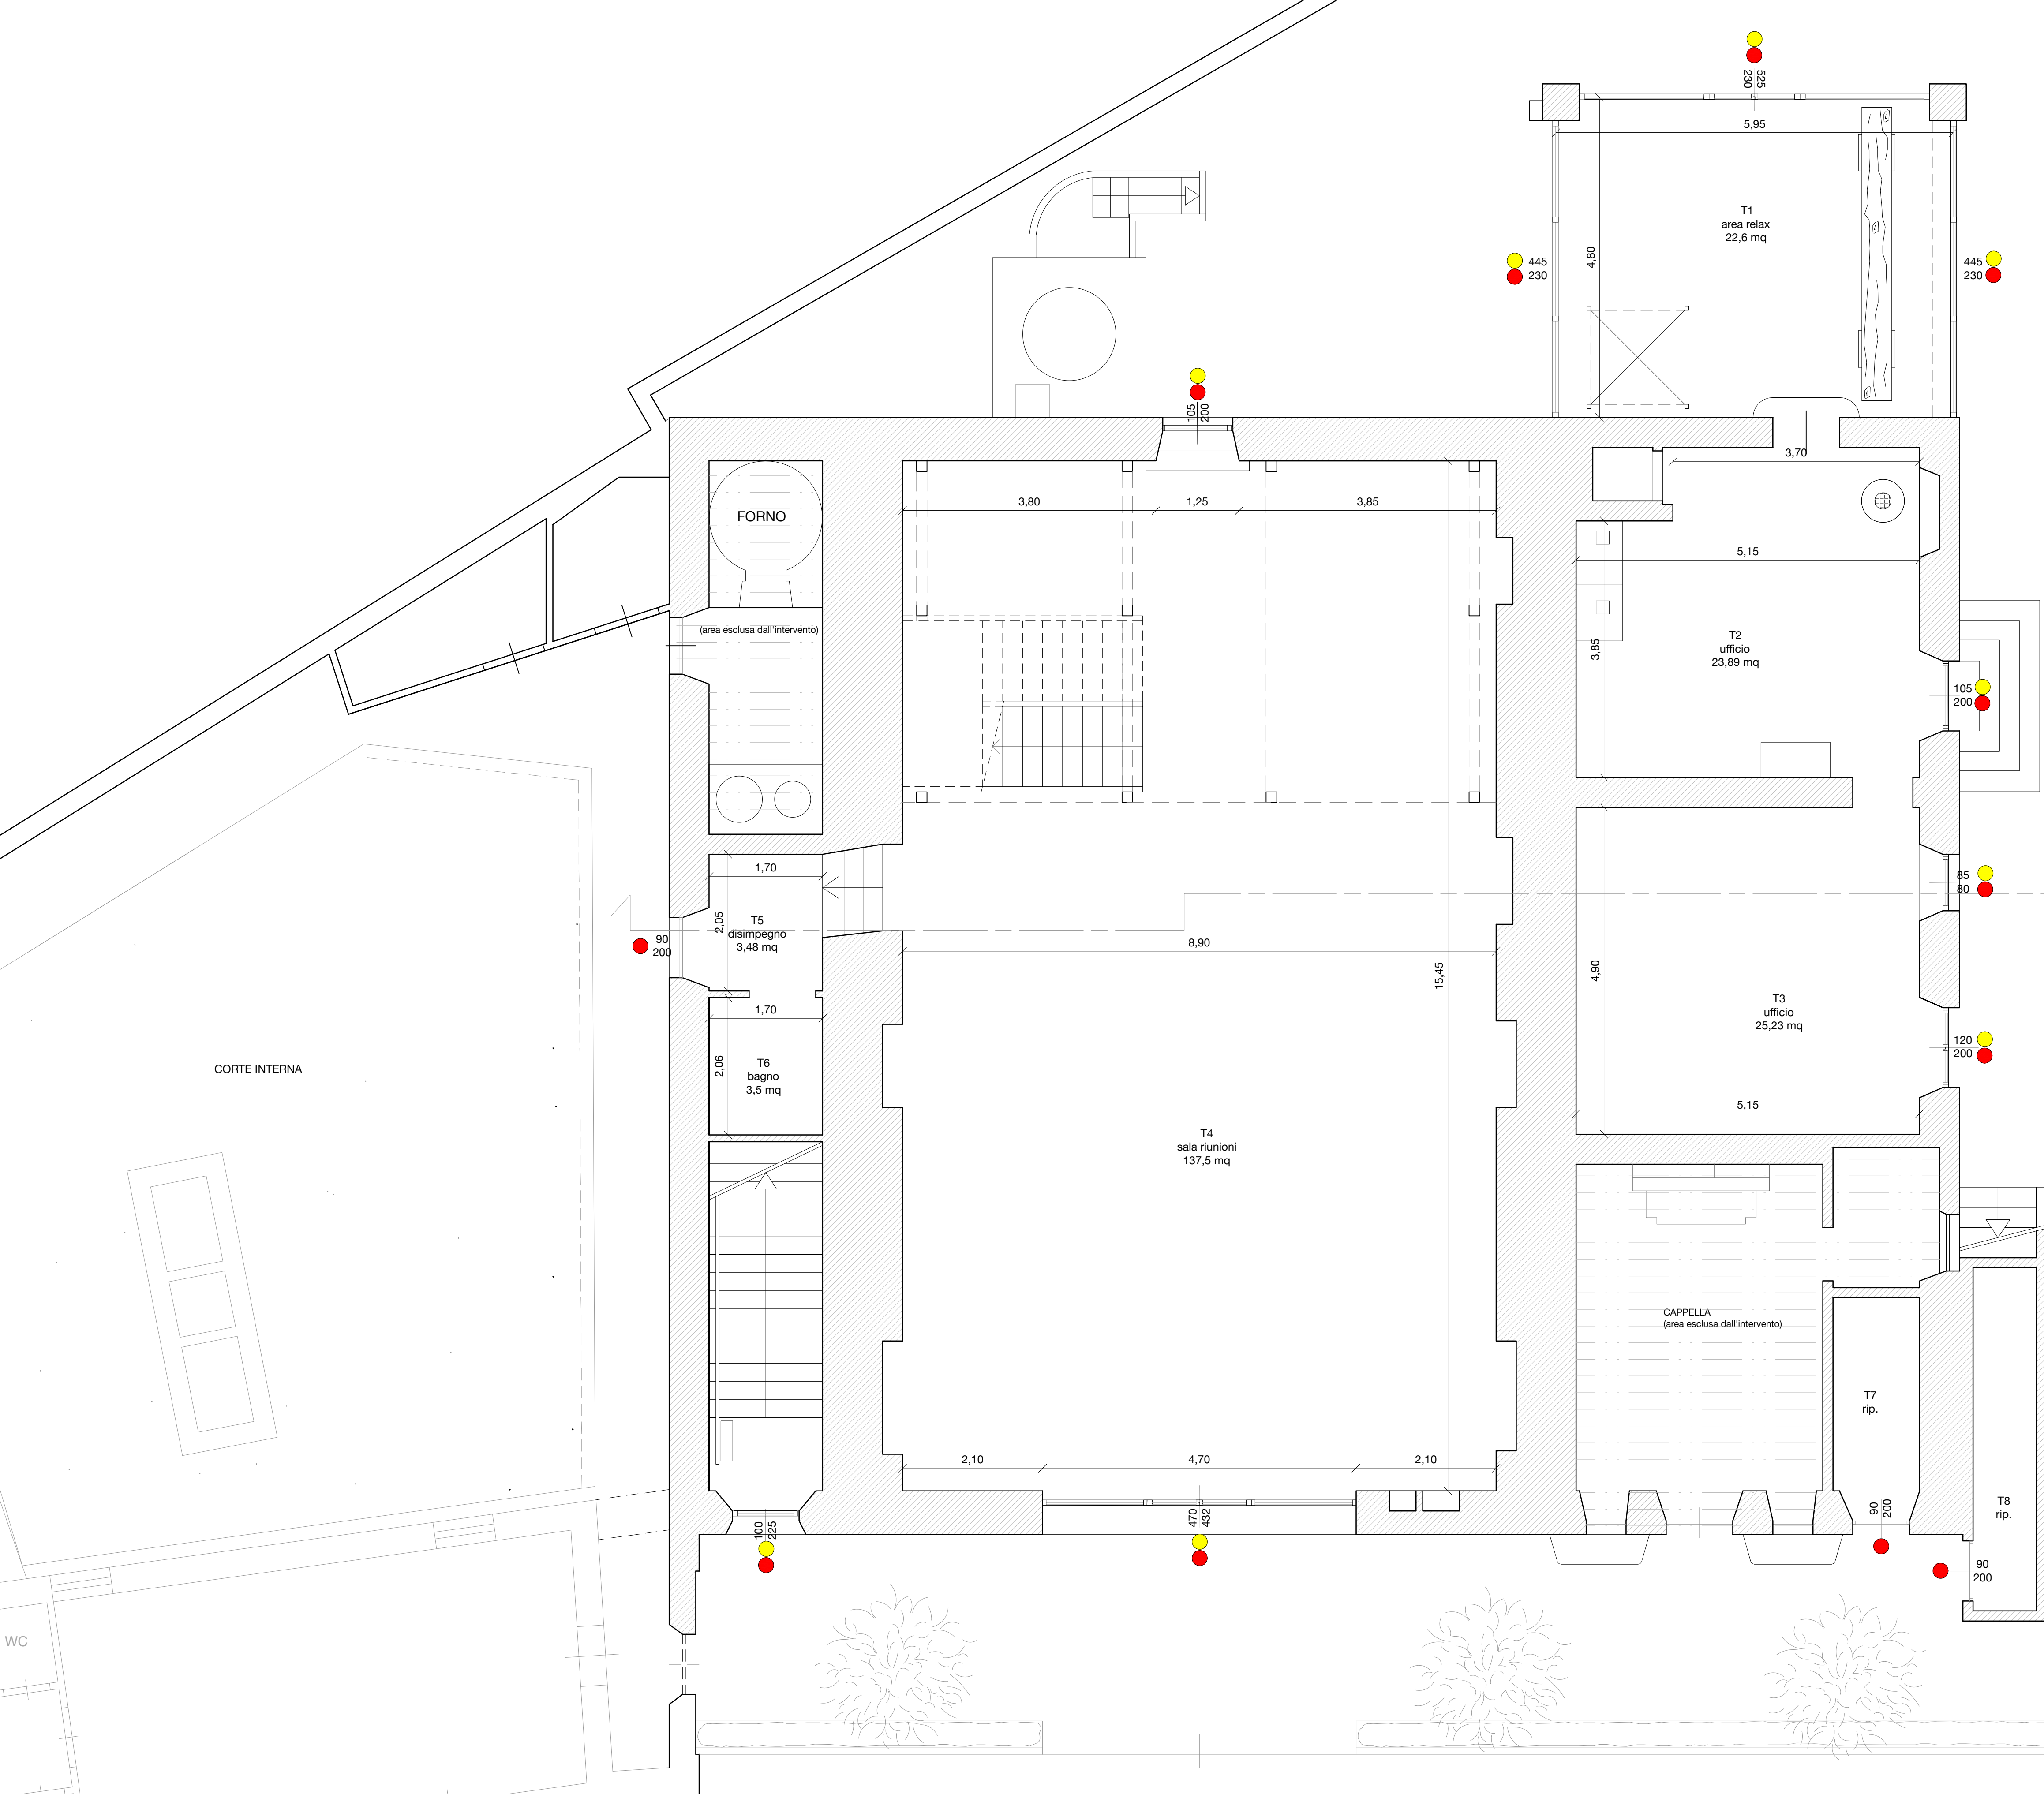 525
230
5,95
T1
area relax
22,6 mq
4,80
445
230
445
230
105
200
3,70
3,80
1,25
3,85
FORNO
5,15
(area esclusa dall'intervento)
T2
ufficio
23,89 mq
3,85
105
200
1,70
85
80
2,05
T5
disimpegno
3,48 mq
90
200
8,90
15,45
4,90
T3
ufficio
25,23 mq
1,70
120
200
2,06
T6
bagno
3,5 mq
CORTE INTERNA
5,15
T4
sala riunioni
137,5 mq
CAPPELLA
(area esclusa dall'intervento)
T7
rip.
2,10
4,70
2,10
T8
rip.
100
225
470
432
90
200
90
200
WC